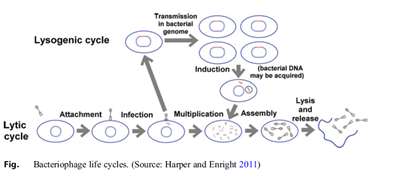 Transmission
in bacterial
genome
Lysogenic cycle
Induction
(bacterial DNA
may be acquired)
Lysis
and
release
Attachment
Infection
Multiplication
Assembly
Lytic
cycle
Fig. Bacteriophage life cycles. (Source: Harper and Enright 2011)